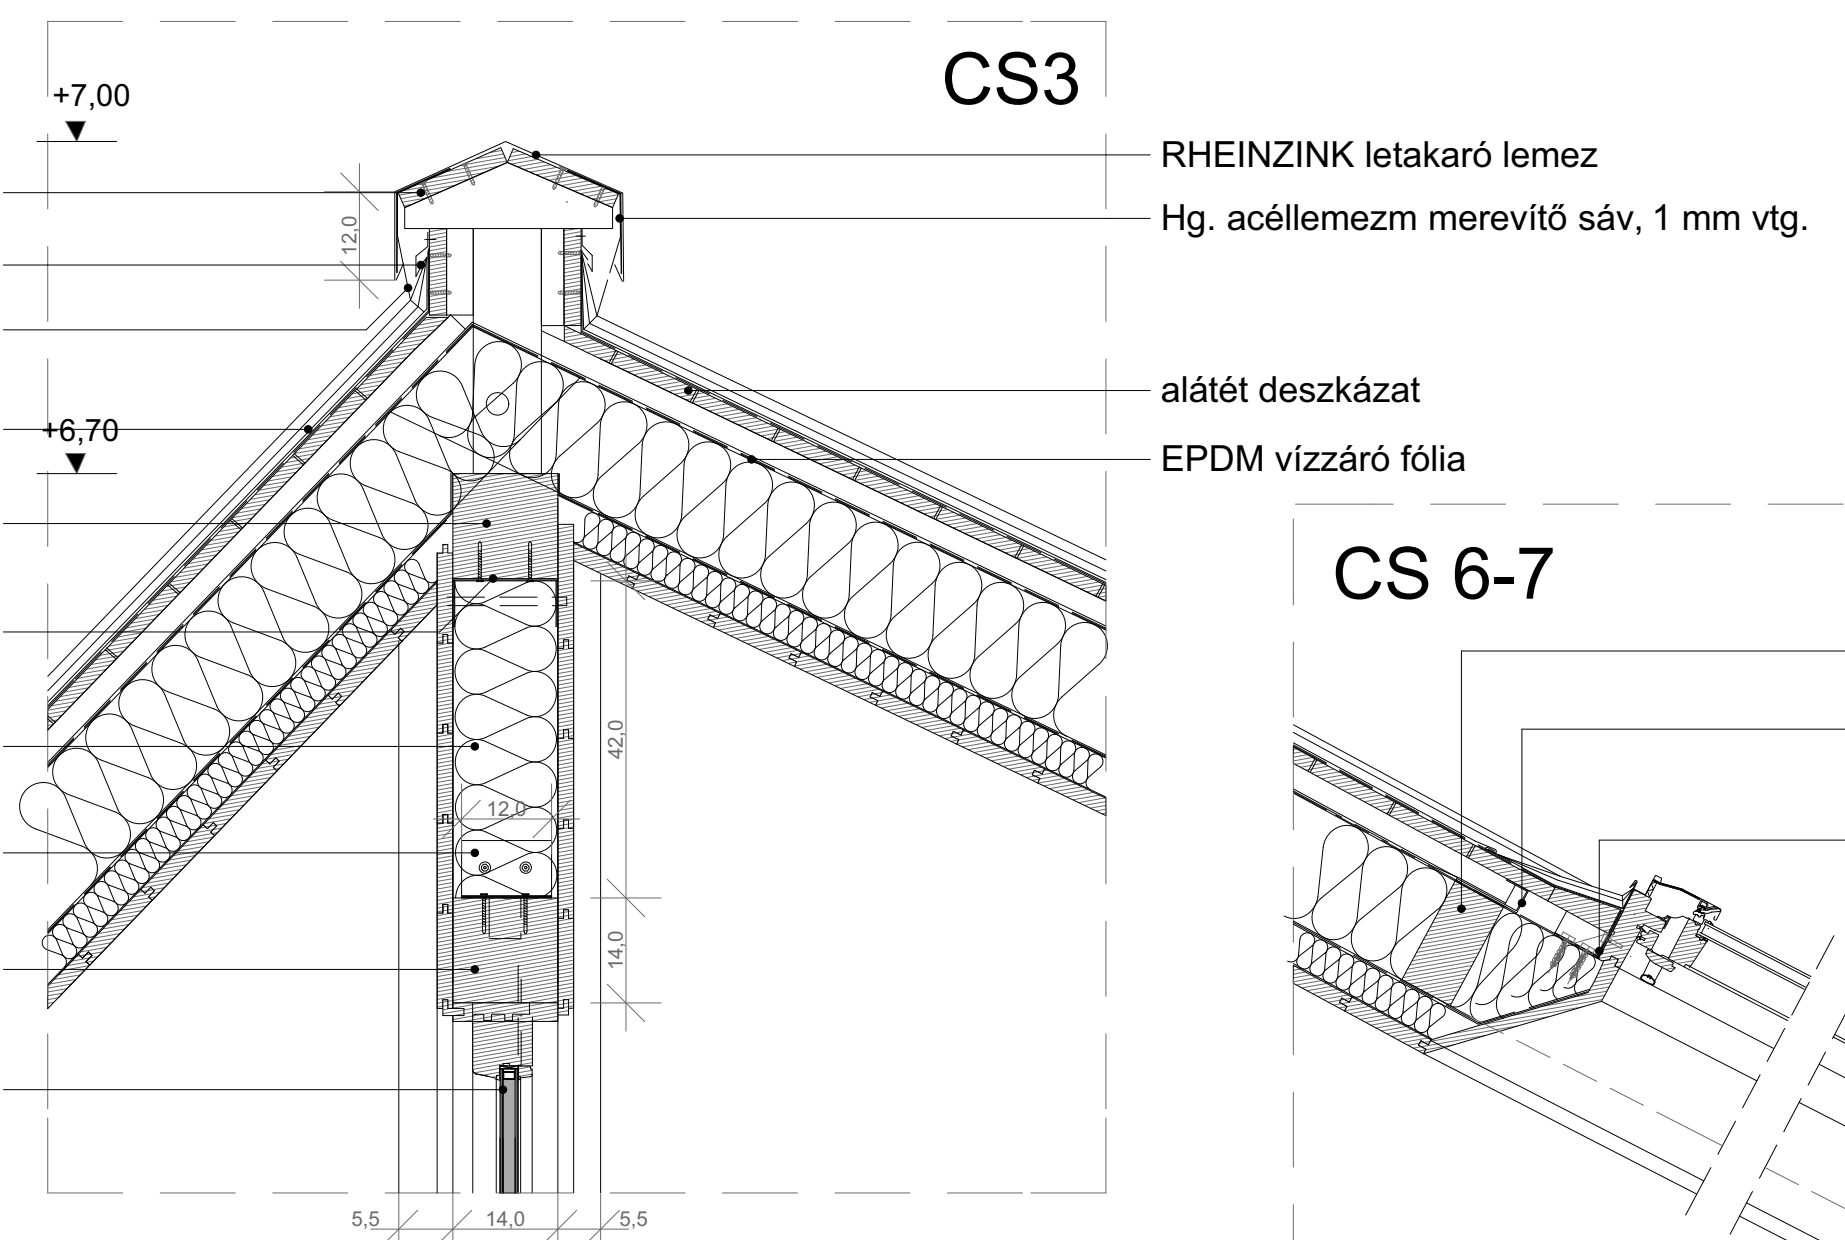 CS3
+7,00
RHEINZINK letakaró lemez
Hg. acéllemezm merevítő sáv, 1 mm vtg.
12,0
alátét deszkázat
+6,70
EPDM vízzáró fólia
CS 6-7
42,0
12,0
14,0
5,5
14,0
5,5